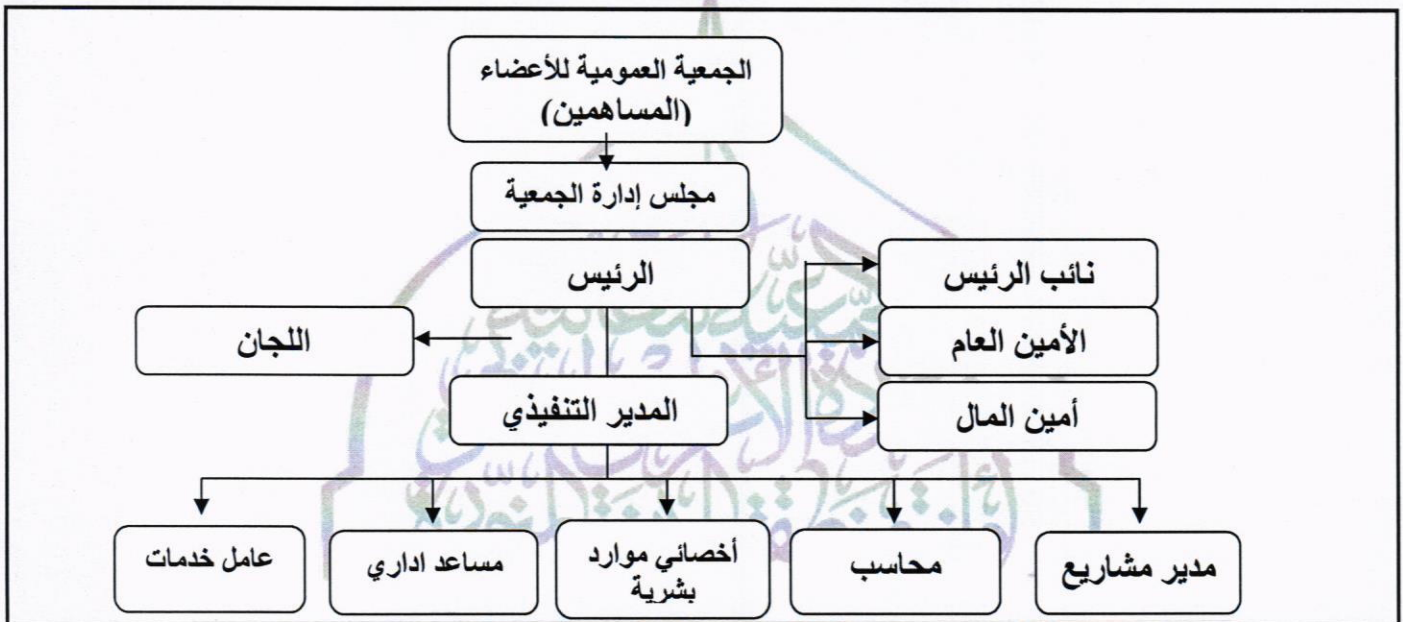 الجمعية العمومية للأعضاء
(المساهمين)
مجلس إدارة الجمعية
الرئيس
نائب الرئيس
الأمين العام
اللجان
المدير التنفيذي
أمين المال
مدير مشاريع
محاسب
أخصائي موارد
بشرية
مساعد اداري
عامل خدمات